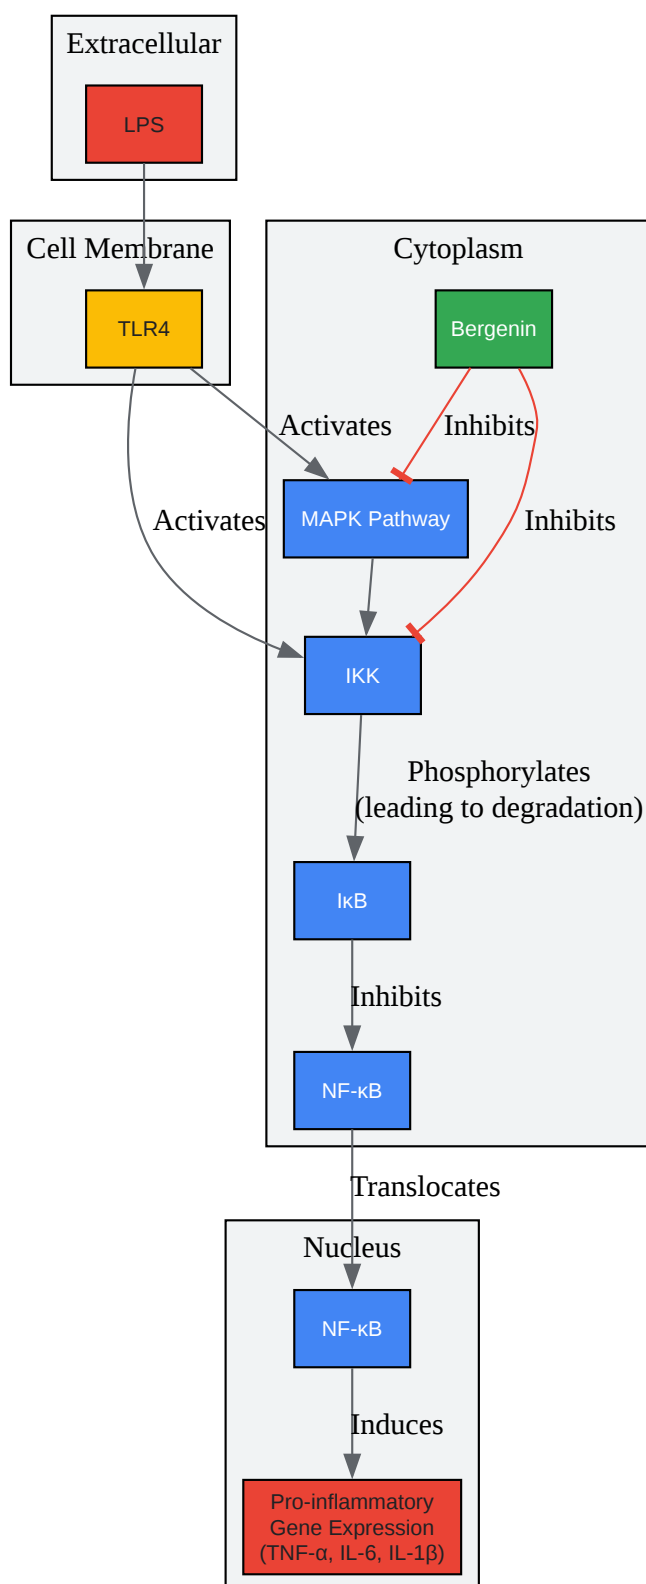 Extracellular
LPS
Cell Membrane
Cytoplasm
TLR4
Bergenin
Activates
Inhibits
MAPK Pathway
Activates
Inhibits
IKK
Phosphorylates
(leading to degradation)
IκB
Inhibits
NF-κB
Translocates
Nucleus
NF-κB
Induces
Pro-inflammatory
Gene Expression
(TNF-α, IL-6, IL-1β)